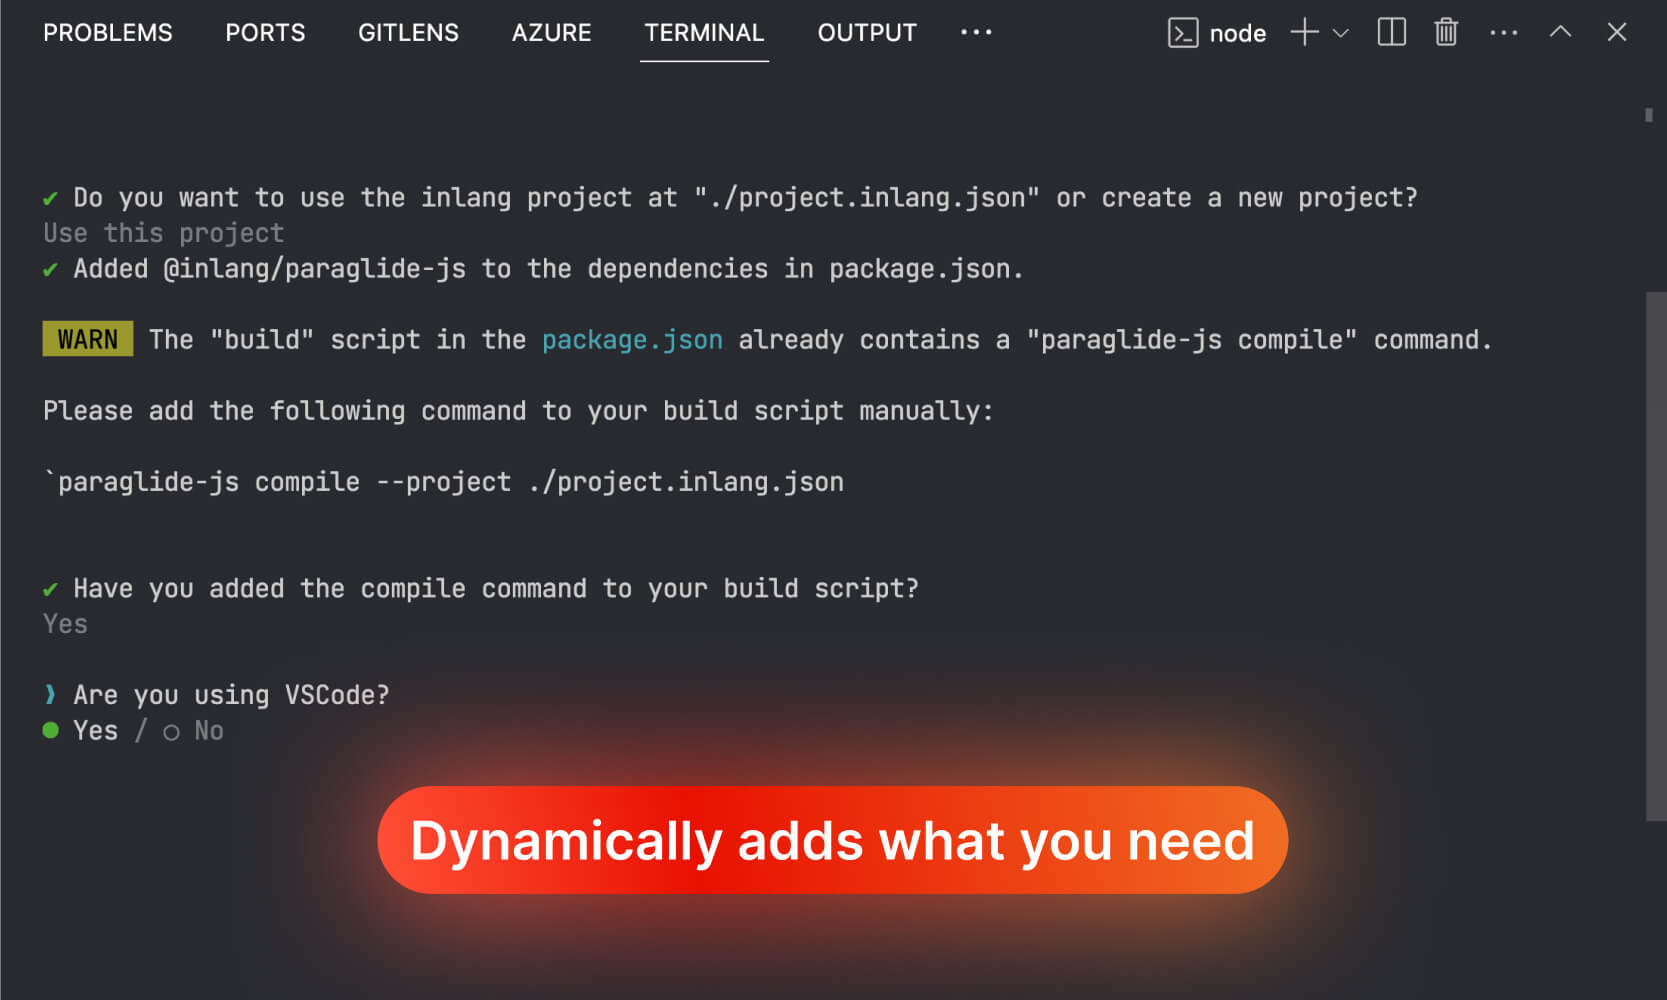 PROBLEMS PORTS GITLENS AZURE TERMINAL OUTPUT ··· node
✔ Do you want to use the inlang project at "./project.inlang.json" or create a new project?
Use this project
✔ Added @inlang/paraglide-js to the dependencies in package.json.
WARN The "build" script in the package.json already contains a "paraglide-js compile" command.
Please add the following command to your build script manually:
`paraglide-js compile --project ./project.inlang.json
✔ Have you added the compile command to your build script?
Yes
❯ Are you using VSCode?
● Yes / ○ No
Dynamically adds what you need